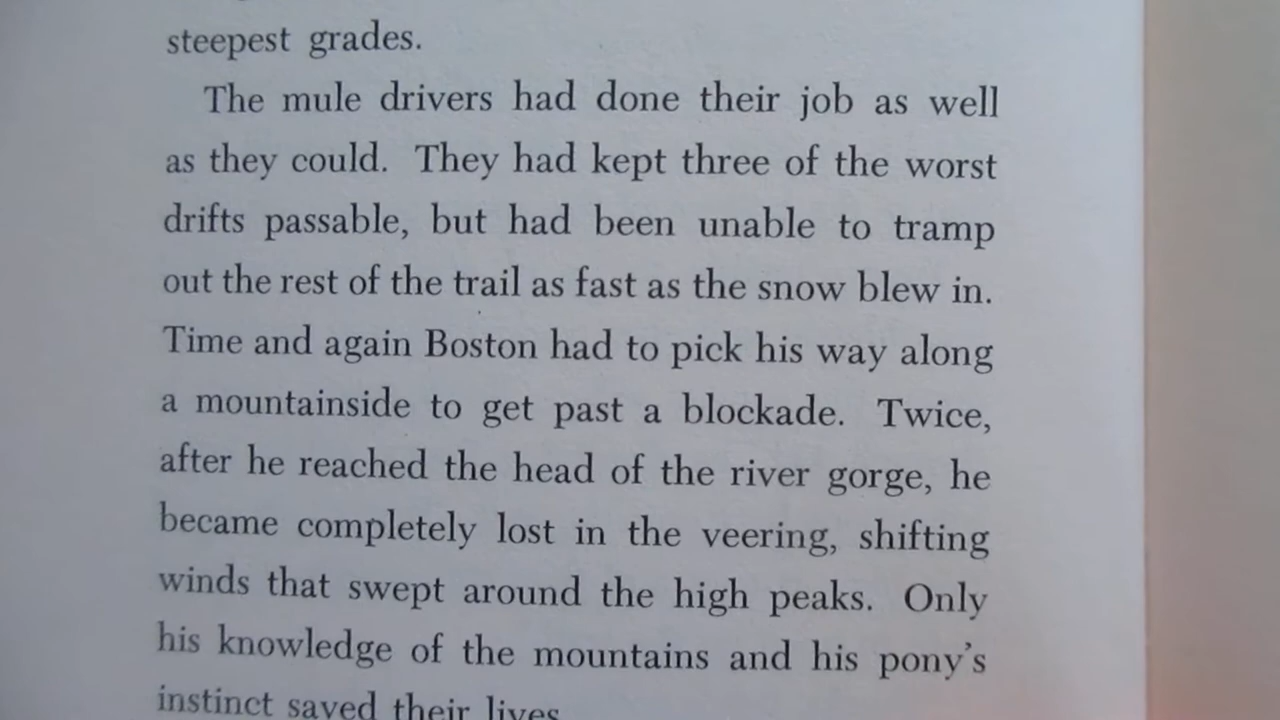 steepest grades.
The mule drivers had done their job as well
as they could. They had kept three of the worst
drifts passable, but had been unable to tramp
out the rest of the trail as fast as the snow blew in.
Time and again Boston had to pick his way along
a mountainside to get past a blockade. Twice,
after he reached the head of the river gorge, he
became completely lost in the veering, shifting
winds that swept around the high peaks. Only
his knowledge of the mountains and his pony's
instinct saved their lives